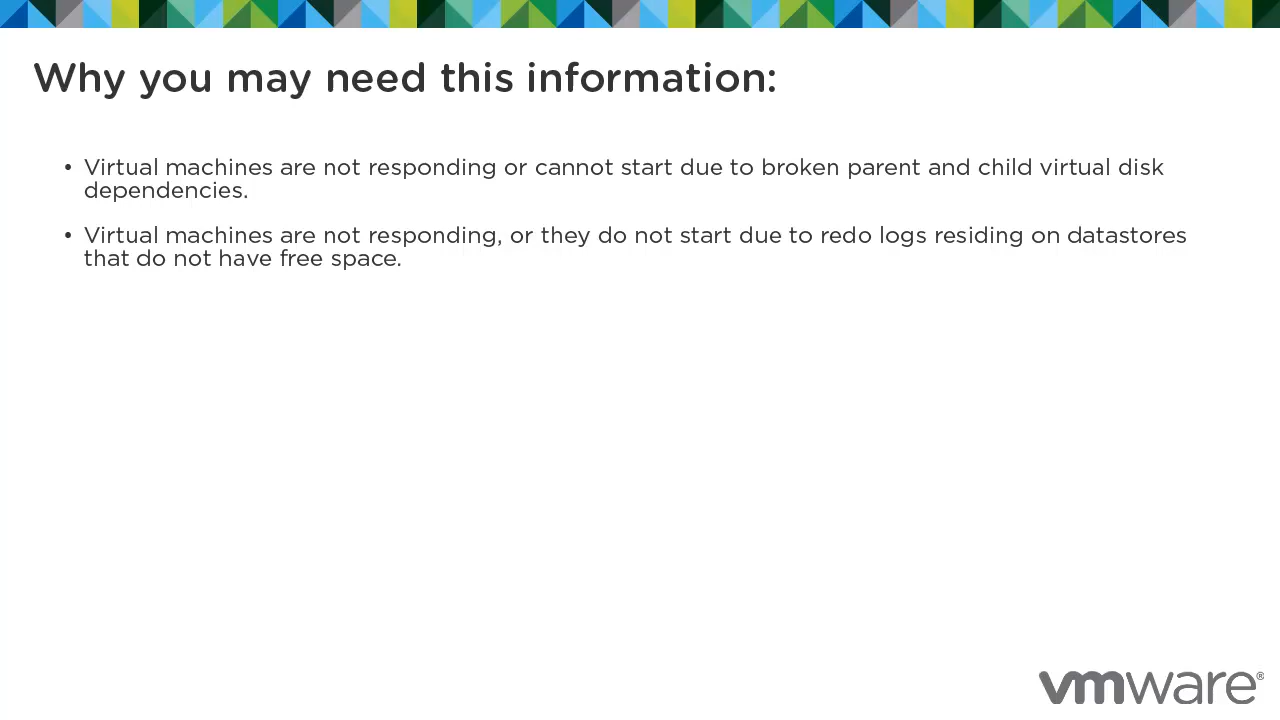 Why you may need this information:
• Virtual machines are not responding or cannot start due to broken parent and child virtual disk
dependencies.
• Virtual machines are not responding, or they do not start due to redo logs residing on datastores
that do not have free space.
vmware®